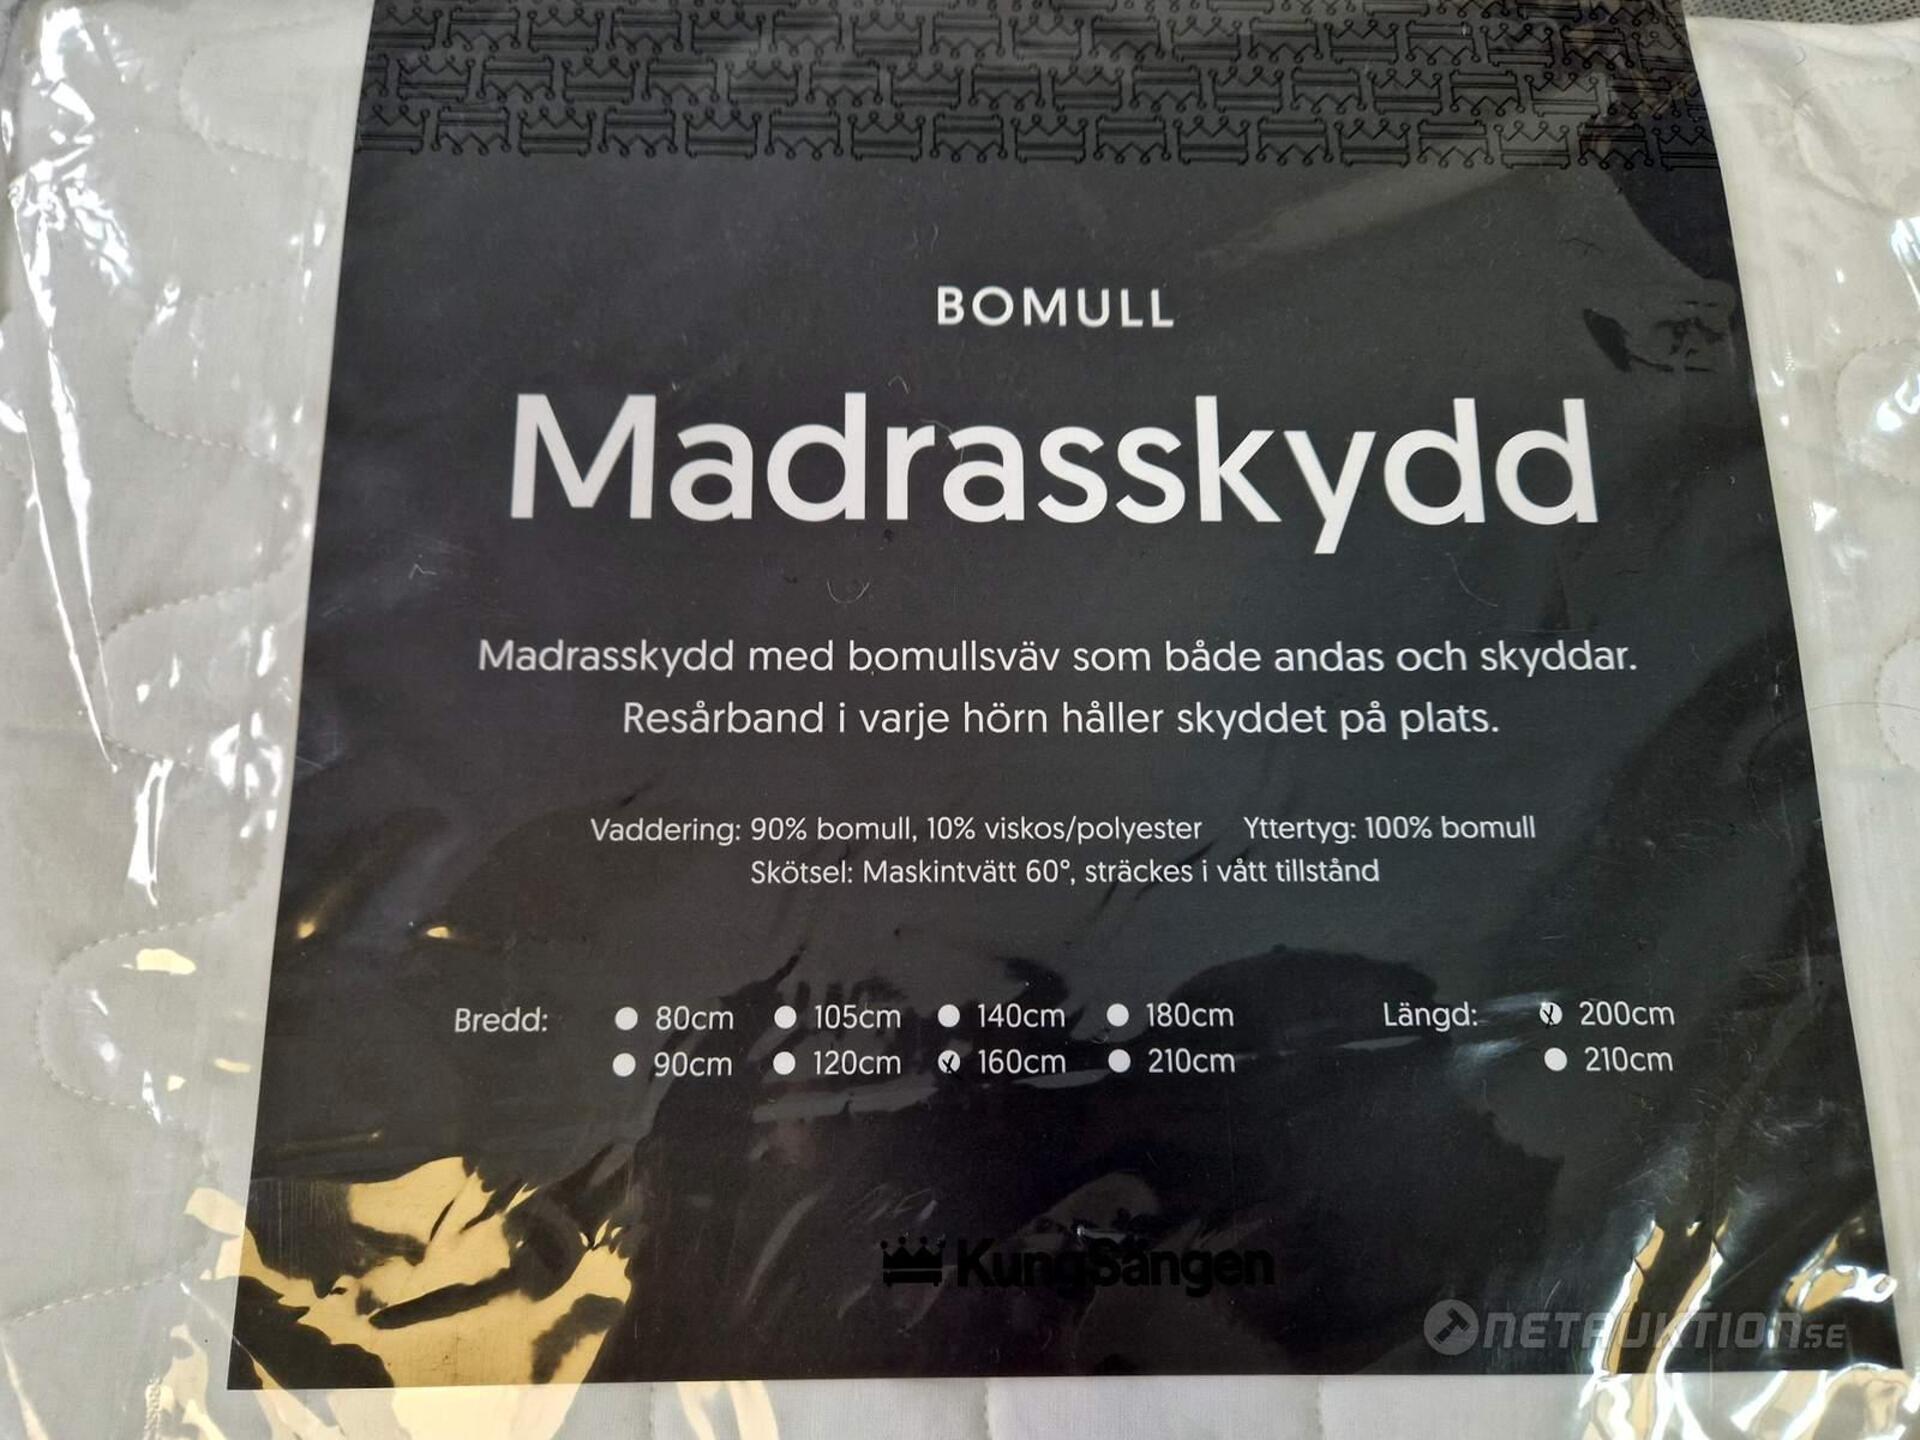 BOMULL
Madrasskydd
Madrasskydd med bomullsväv som både andas och skyddar.
Resårband i varje hörn håller skyddet på plats.
Vaddering: 90% bomull, 10% viskos/polyester Yttertyg: 100% bomull
Skötsel: Maskintvätt 60°, sträckes i vått tillstånd
Bredd: 80cm 105cm 140cm 180cm Längd: 200cm
90cm 120cm 160cm 210cm 210cm
KungSängen
NETAUKTION.SE